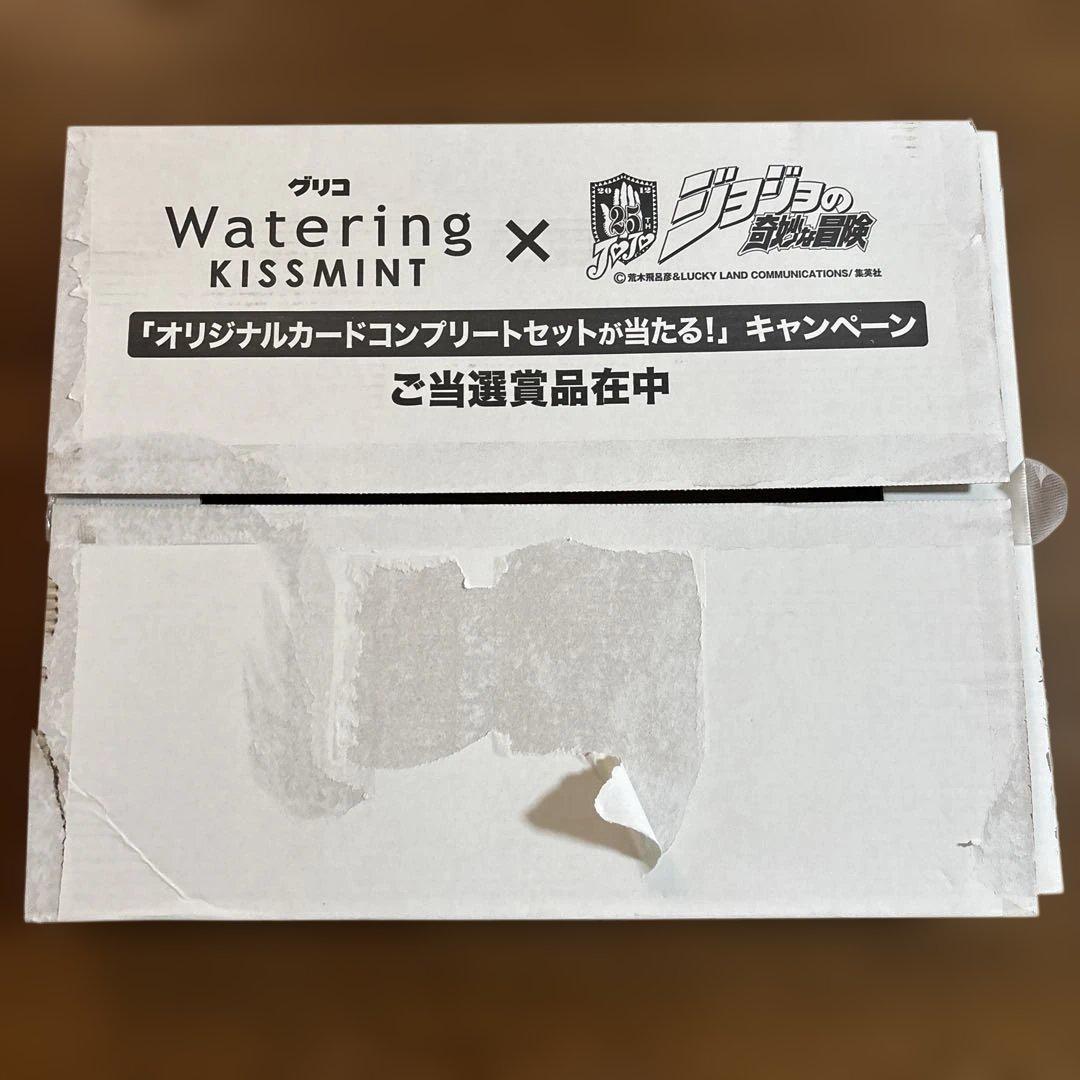 グリコ
Watering
KISSMINT
×
2012
25TH
JOJO
ジョジョの
奇妙な冒険
©荒木飛呂彦&LUCKY LAND COMMUNICATIONS/集英社
「オリジナルカードコンプリートセットが当たる!」キャンペーン
ご当選賞品在中